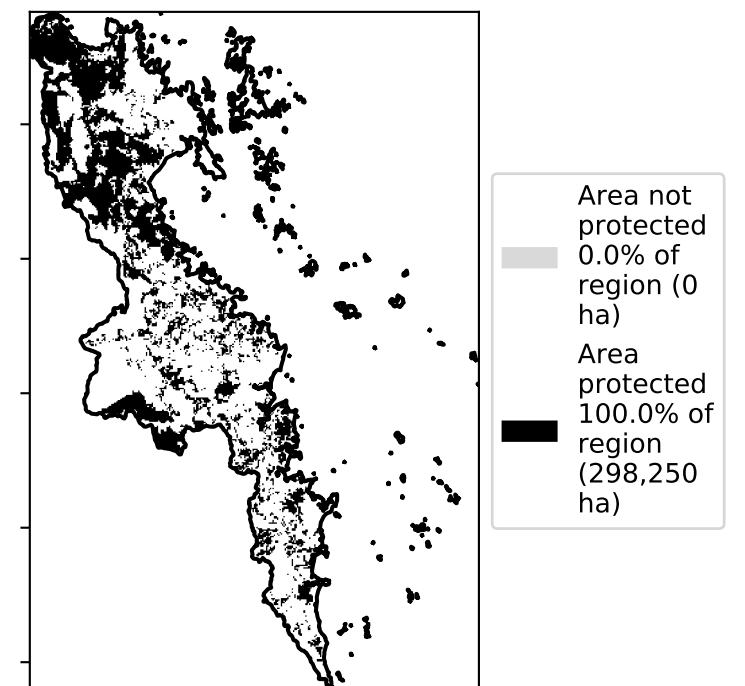 Area not
protected
0.0% of
region (0
ha)
Area
protected
100.0% of
region
(298,250
ha)